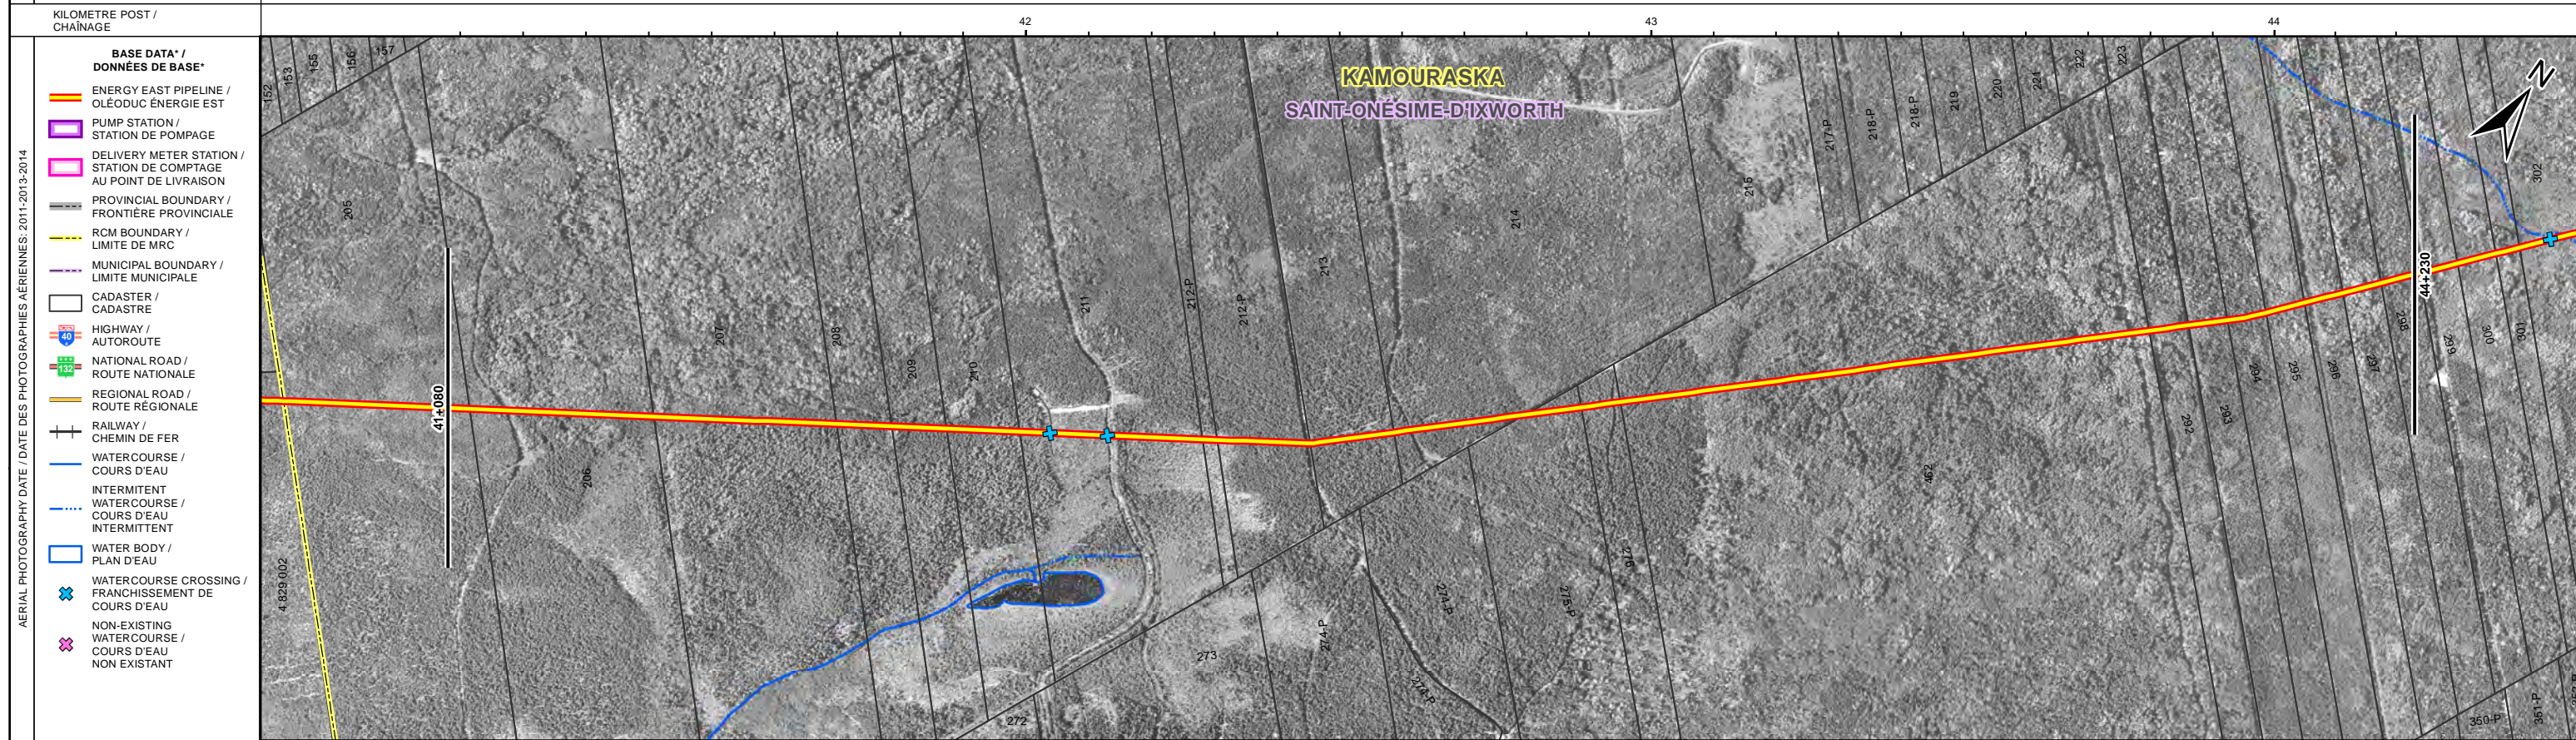 KILOMETRE POST /
CHAÎNAGE
42
43
44
AERIAL PHOTOGRAPHY DATE / DATE DES PHOTOGRAPHIES AÉRIENNES: 2011-2013-2014
BASE DATA* /
DONNÉES DE BASE*
ENERGY EAST PIPELINE /
OLÉODUC ÉNERGIE EST
PUMP STATION /
STATION DE POMPAGE
DELIVERY METER STATION /
STATION DE COMPTAGE
AU POINT DE LIVRAISON
PROVINCIAL BOUNDARY /
FRONTIÈRE PROVINCIALE
RCM BOUNDARY /
LIMITE DE MRC
MUNICIPAL BOUNDARY /
LIMITE MUNICIPALE
CADASTER /
CADASTRE
40
HIGHWAY /
AUTOROUTE
132
NATIONAL ROAD /
ROUTE NATIONALE
REGIONAL ROAD /
ROUTE RÉGIONALE
RAILWAY /
CHEMIN DE FER
WATERCOURSE /
COURS D'EAU
INTERMITENT
WATERCOURSE /
COURS D'EAU
INTERMITTENT
WATER BODY /
PLAN D'EAU
WATERCOURSE CROSSING /
FRANCHISSEMENT DE
COURS D'EAU
NON-EXISTING
WATERCOURSE /
COURS D'EAU
NON EXISTANT
KAMOURASKA
SAINT-ONÉSIME-D'IXWORTH
N
152
153
155
156
157
205
206
207
208
209
210
211
212-P
212-P
213
214
215
217-P
218-P
218-P
219
220
221
222
223
302
41+080
44+230
292
293
294
295
296
297
298
299
300
301
462
4 829 002
272
273
274-P
274-P
274-P
275-P
276
350-P
351-P